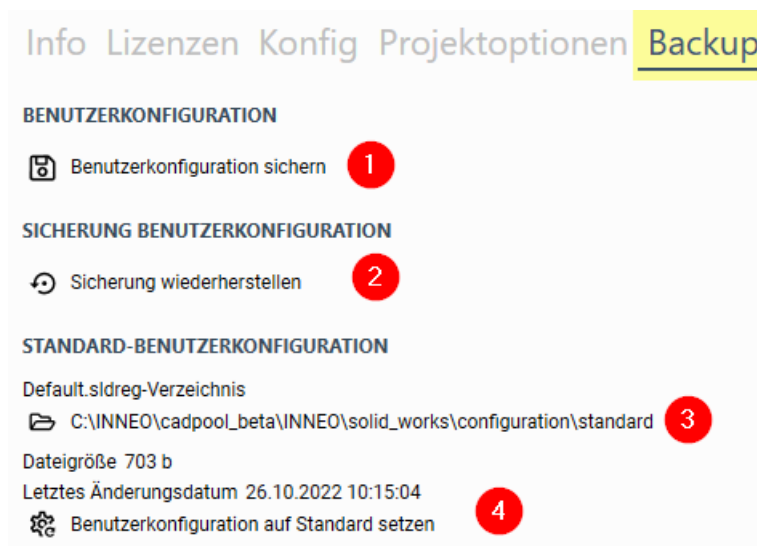 Info Lizenzen Konfig Projektoptionen Backup
BENUTZERKONFIGURATION
Benutzerkonfiguration sichern 1
SICHERUNG BENUTZERKONFIGURATION
Sicherung wiederherstellen 2
STANDARD-BENUTZERKONFIGURATION
Default.sldreg-Verzeichnis
C:\INNEO\cadpool_beta\INNEO\solid_works\configuration\standard 3
Dateigröße 703 b
Letztes Änderungsdatum 26.10.2022 10:15:04
Benutzerkonfiguration auf Standard setzen 4